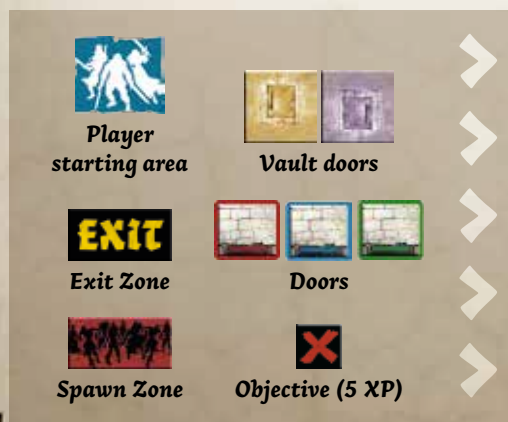 Player
starting area
Vault doors
EXIT
Exit Zone
Doors
Spawn Zone
X
Objective (5 XP)